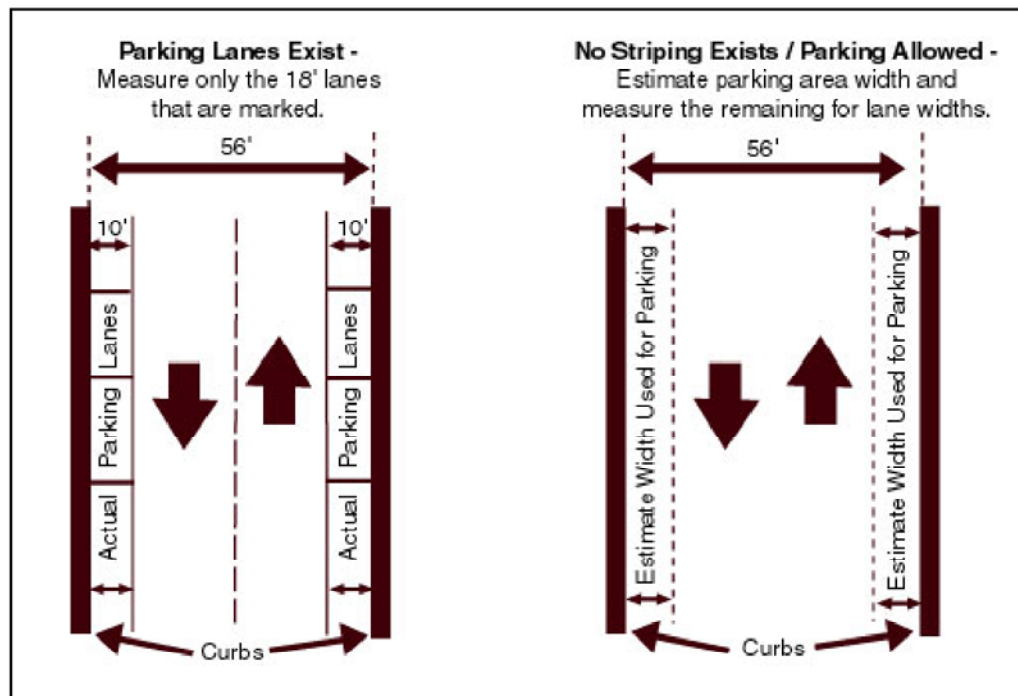 Parking Lanes Exist -
Measure only the 18' lanes
that are marked.
56'
10'
10'
Actual Parking Lanes
Actual Parking Lanes
Curbs
No Striping Exists / Parking Allowed -
Estimate parking area width and
measure the remaining for lane widths.
56'
Estimate Width Used for Parking
Estimate Width Used for Parking
Curbs